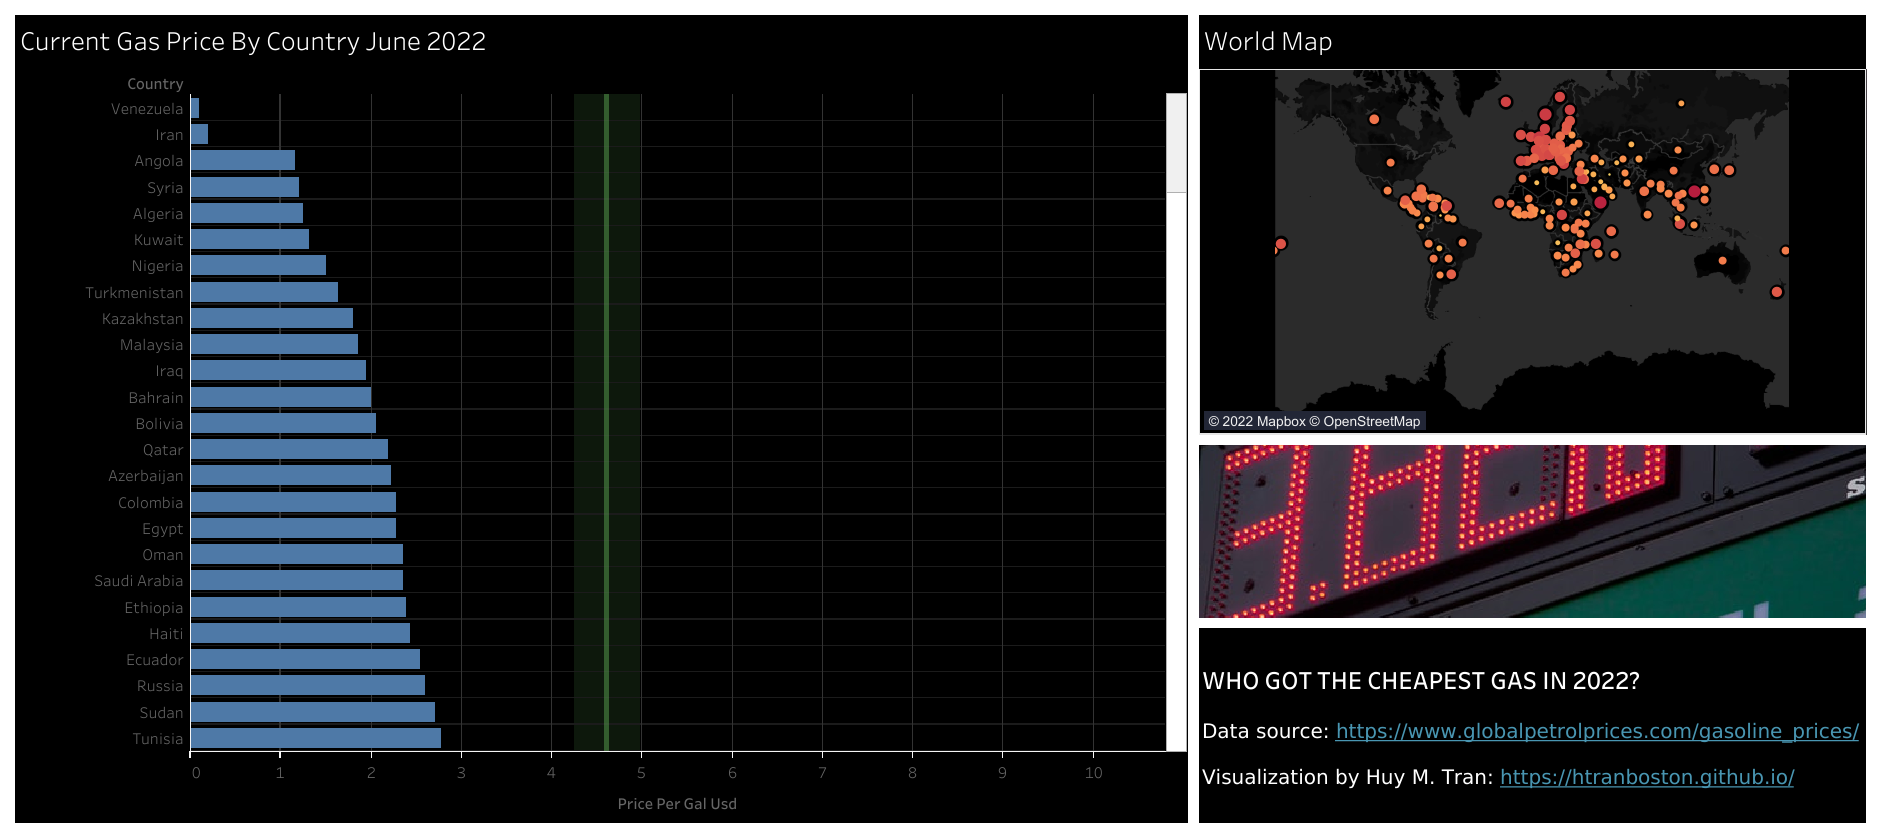 Current Gas Price By Country June 2022
Country
Venezuela
Iran
Angola
Syria
Algeria
Kuwait
Nigeria
Turkmenistan
Kazakhstan
Malaysia
Iraq
Bahrain
Bolivia
Qatar
Azerbaijan
Colombia
Egypt
Oman
Saudi Arabia
Ethiopia
Haiti
Ecuador
Russia
Sudan
Tunisia
0 1 2 3 4 5 6 7 8 9 10
Price Per Gal Usd
World Map
© 2022 Mapbox © OpenStreetMap
WHO GOT THE CHEAPEST GAS IN 2022?
Data source: https://www.globalpetrolprices.com/gasoline_prices/
Visualization by Huy M. Tran: https://htranboston.github.io/